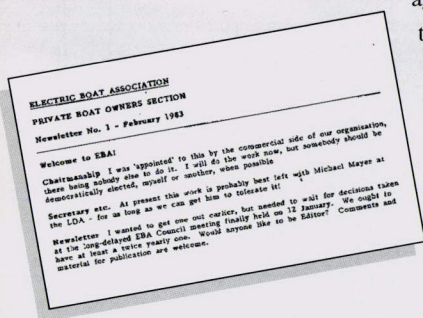 ELECTRIC BOAT ASSOCIATION
PRIVATE BOAT OWNERS SECTION
Newsletter No. 1 - February 1983
Welcome to EBA!
Chairmanship I was 'appointed' to this by the commercial side of our organisation,
there being nobody else to do it. I will do the work now, but somebody should be
democratically elected, myself or another, when possible
Secretary etc. At present this work is probably best left with Michael Mayer at
the LDA - for as long as we can get him to tolerate it!
Newsletter I wanted to get one out earlier, but needed to wait for decisions taken
at the long-delayed EBA Council meeting finally held on 12 January. We ought to
have at least a twice yearly one. Would anyone like to be Editor? Comments and
material for publication are welcome.